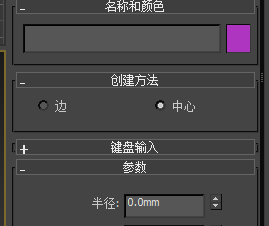 - 名称和颜色
- 创建方法
边 中心
+ 键盘输入
- 参数
半径: 0.0mm